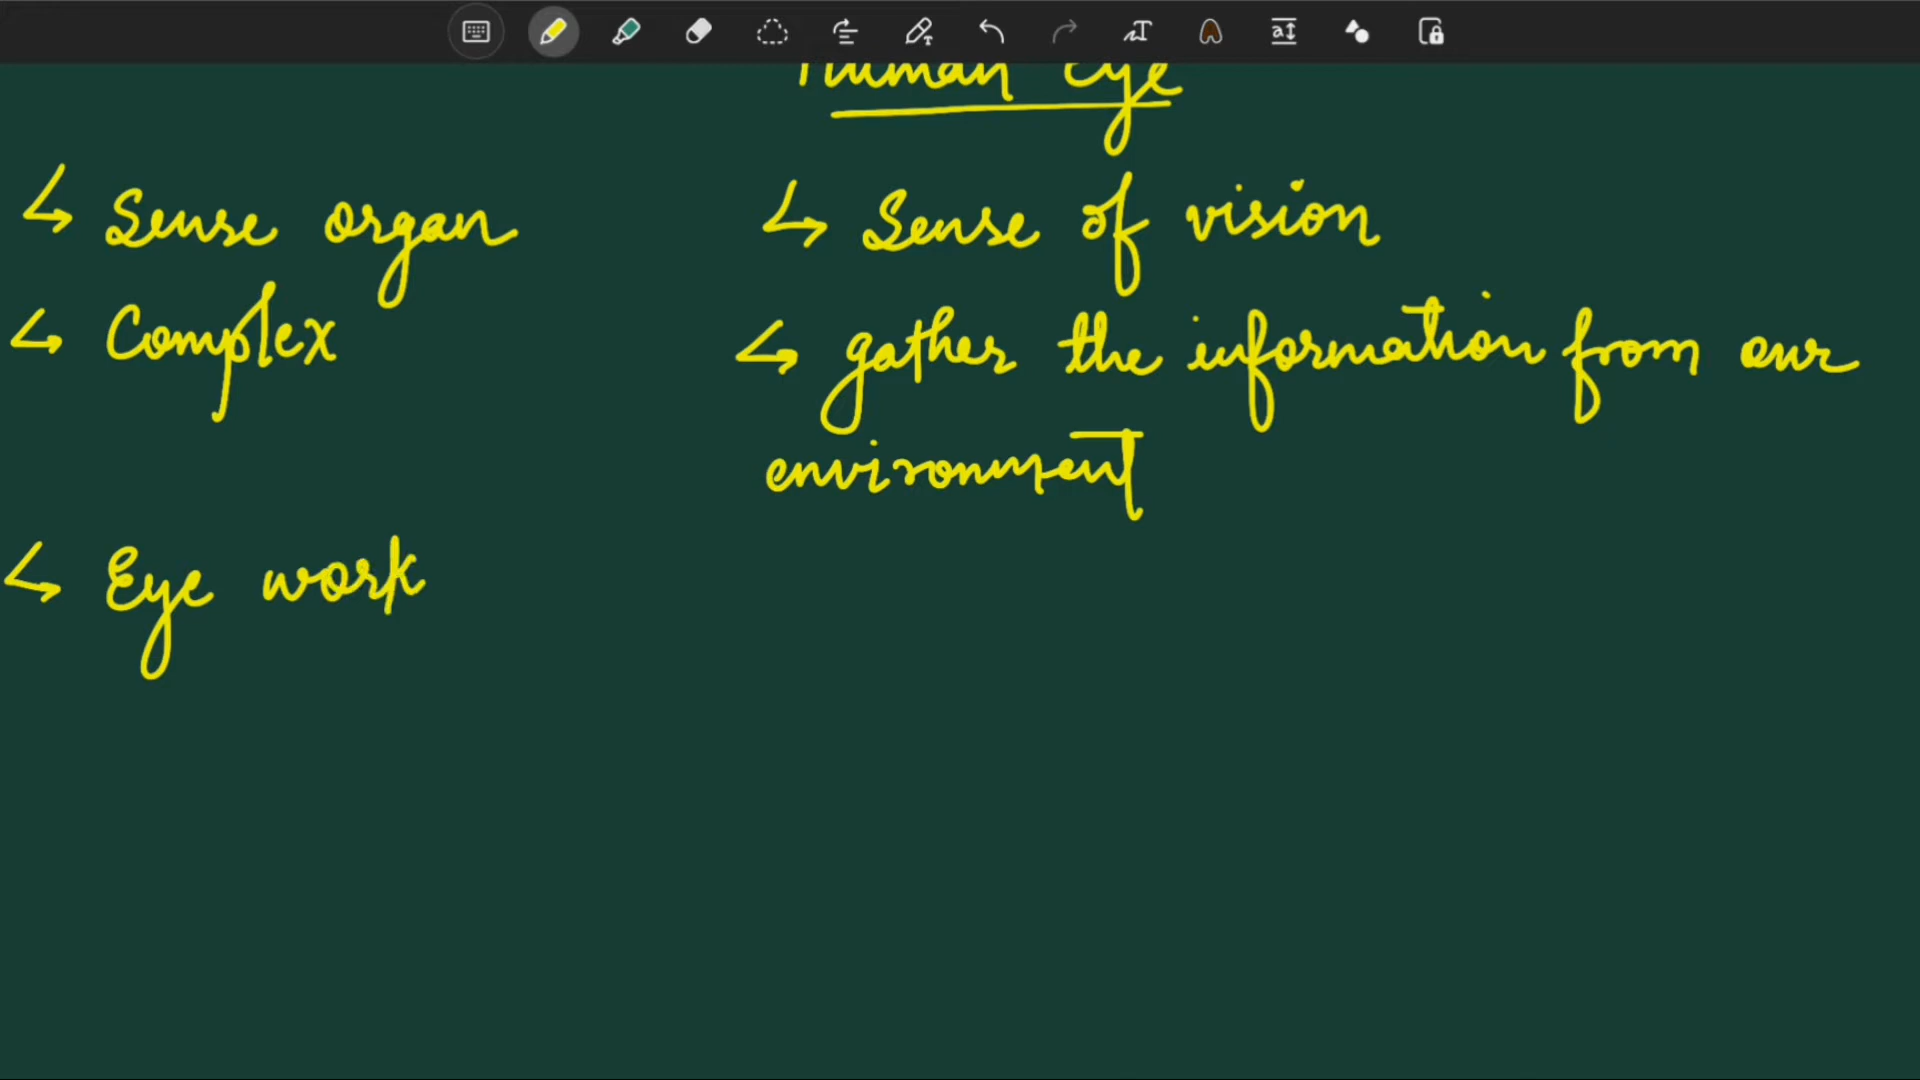 Human Eye
↳ Sense organ
↳ Sense of vision
↳ Complex
↳ gather the information from our
environment
↳ Eye work